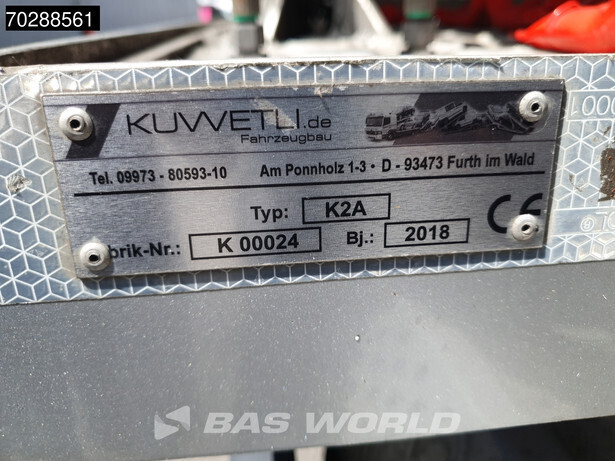 70288561
KUWETLI.de
Fahrzeugbau
Tel. 09973 - 80593-10 Am Ponnholz 1-3 • D - 93473 Furth im Wald
Typ: K2A
brik-Nr.: K 00024 Bj.: 2018
CE
BAS WORLD